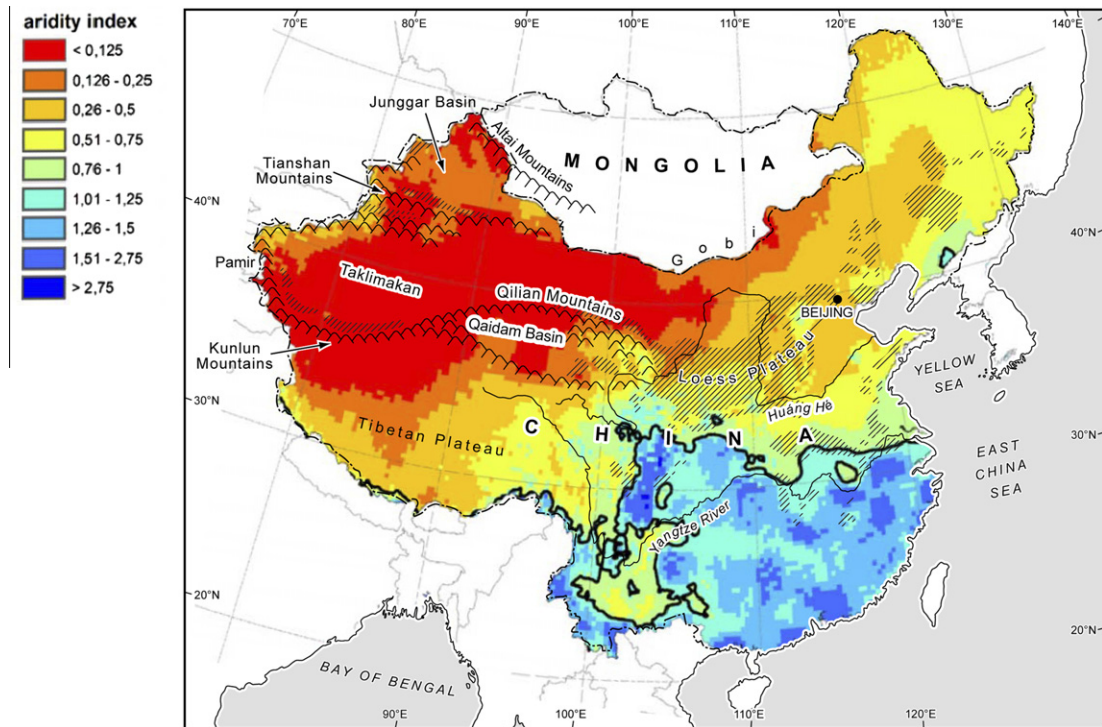 aridity index
< 0,125
0,126 - 0,25
0,26 - 0,5
0,51 - 0,75
0,76 - 1
1,01 - 1,25
1,26 - 1,5
1,51 - 2,75
> 2,75
70°E
80°E
90°E
100°E
110°E
120°E
130°E
140°E
Junggar Basin
Altai Mountains
MONGOLIA
Tianshan
Mountains
40°N
40°N
Gobi
Pamir
Taklimakan
Qilian Mountains
BEIJING
Qaidam Basin
Kunlun
Mountains
Loess Plateau
YELLOW
SEA
30°N
Huáng Hè
Tibetan Plateau
CHINA
30°N
EAST
CHINA
SEA
Yangtze River
20°N
20°N
BAY OF BENGAL
90°E
100°E
110°E
120°E